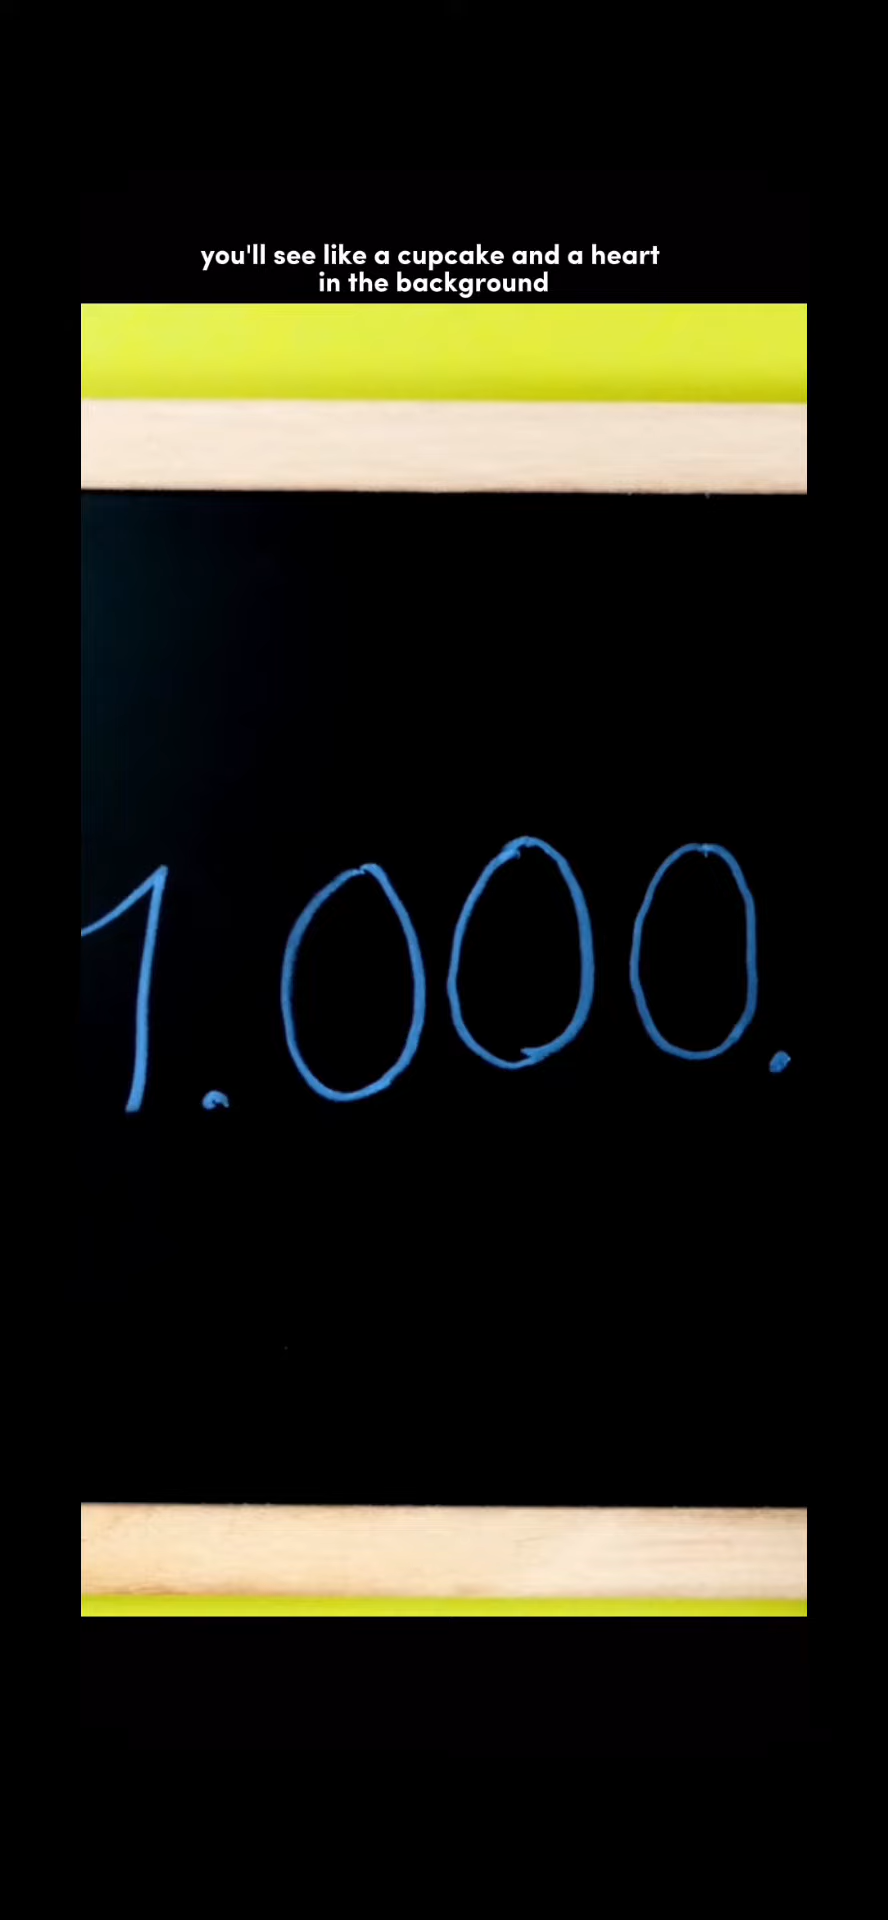 you'll see like a cupcake and a heart
in the background
1.000.